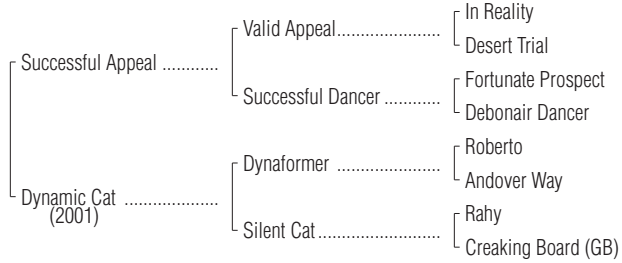 In Reality
Valid Appeal..................
Desert Trial
Successful Appeal ............
Fortunate Prospect
Successful Dancer ............
Debonair Dancer
Roberto
Dynaformer ..................
Andover Way
Dynamic Cat ....................
(2001)
Rahy
Silent Cat.........................
Creaking Board (GB)